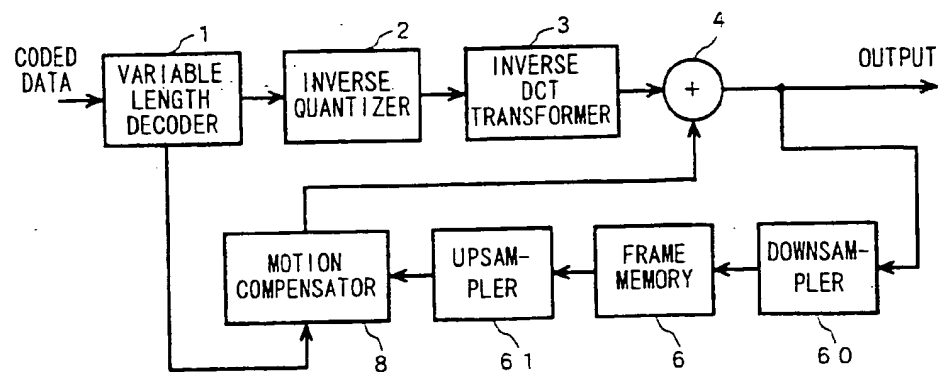 CODED
DATA
1
VARIABLE
LENGTH
DECODER
2
INVERSE
QUANTIZER
3
INVERSE
DCT
TRANSFORMER
4
+
OUTPUT
MOTION
COMPENSATOR
8
UPSAM-
PLER
61
FRAME
MEMORY
6
DOWNSAM-
PLER
60